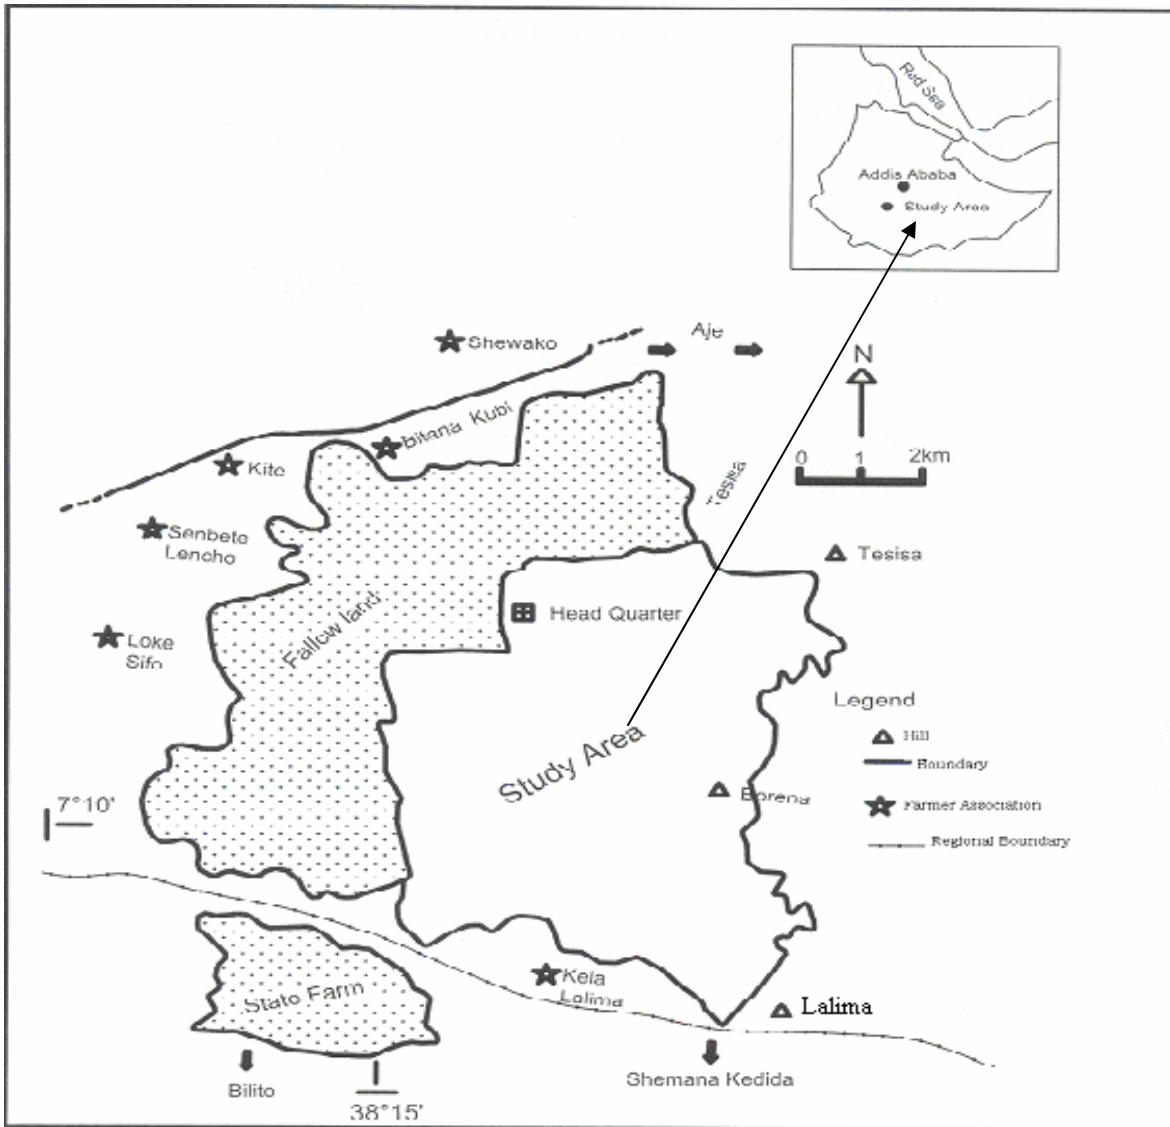 Red Sea
Addis Ababa
Study Area
Aje
Shewako
N
Bitana Kubi
0 1 2km
Kite
Tesisa
Senbete
Lencho
Tesisa
Head Quarter
Fallow land
Loke
Sifo
Legend
Study Area
Hill
Boundary
Borena
7°10'
Farmer Association
Regional Boundary
Kela
Lalima
State Farm
Lalima
Bilito
Shemana Kedida
38°15'